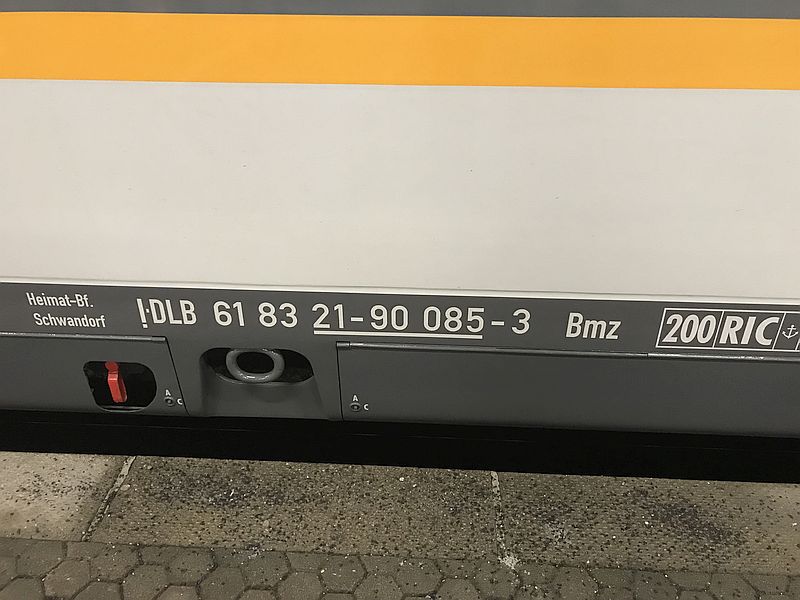 Heimat-Bf.
Schwandorf
I-DLB 61 83 21-90 085-3 Bmz 200 RIC
A
C
A
C